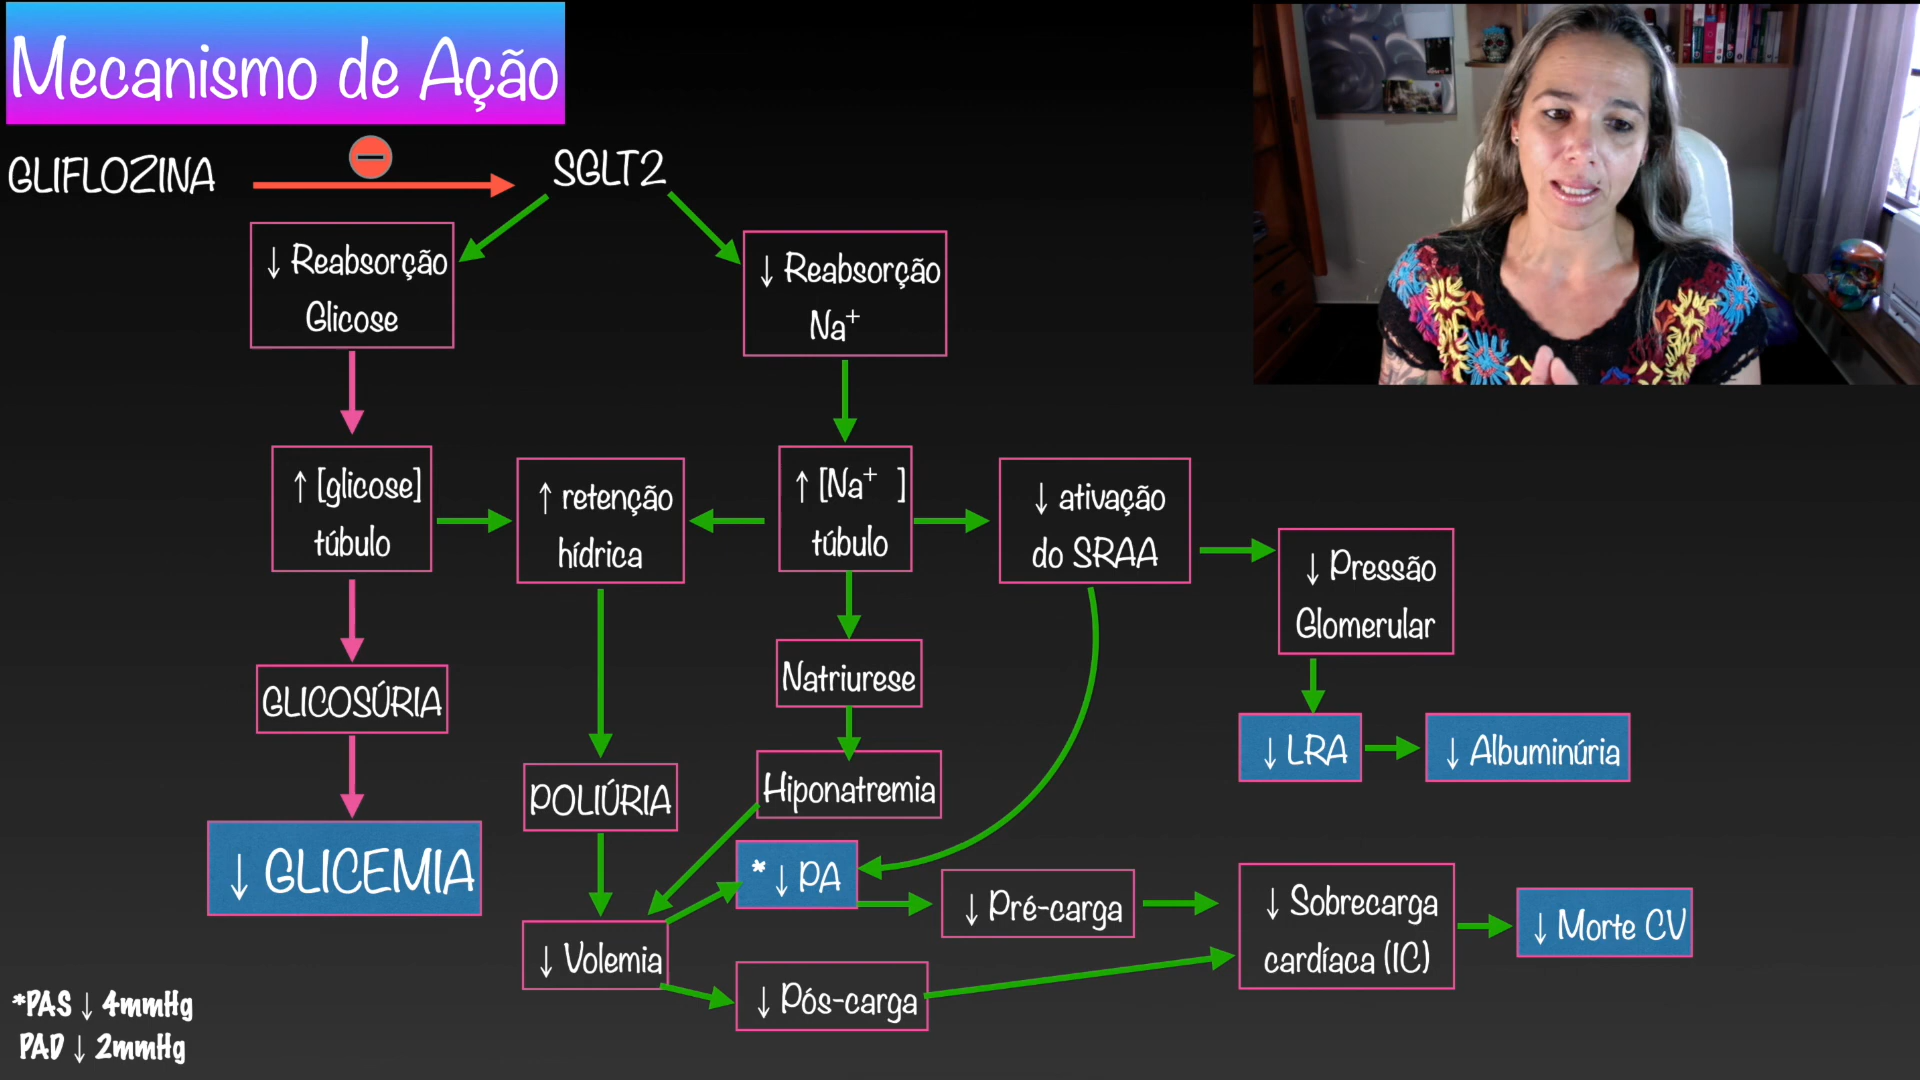 Mecanismo de Ação
GLIFLOZINA
SGLT2
↓ Reabsorção
Glicose
↓ Reabsorção
Na⁺
↑ [glicose]
túbulo
↑ retenção
hídrica
↑ [Na⁺ ]
túbulo
↓ ativação
do SRAA
↓ Pressão
Glomerular
GLICOSÚRIA
Natriurese
↓ LRA
↓ Albuminúria
POLIÚRIA
Hiponatremia
↓ GLICEMIA
* ↓ PA
↓ Pré-carga
↓ Sobrecarga
cardíaca (IC)
↓ Morte CV
↓ Volemia
↓ Pós-carga
*PAS ↓ 4mmHg
PAD ↓ 2mmHg